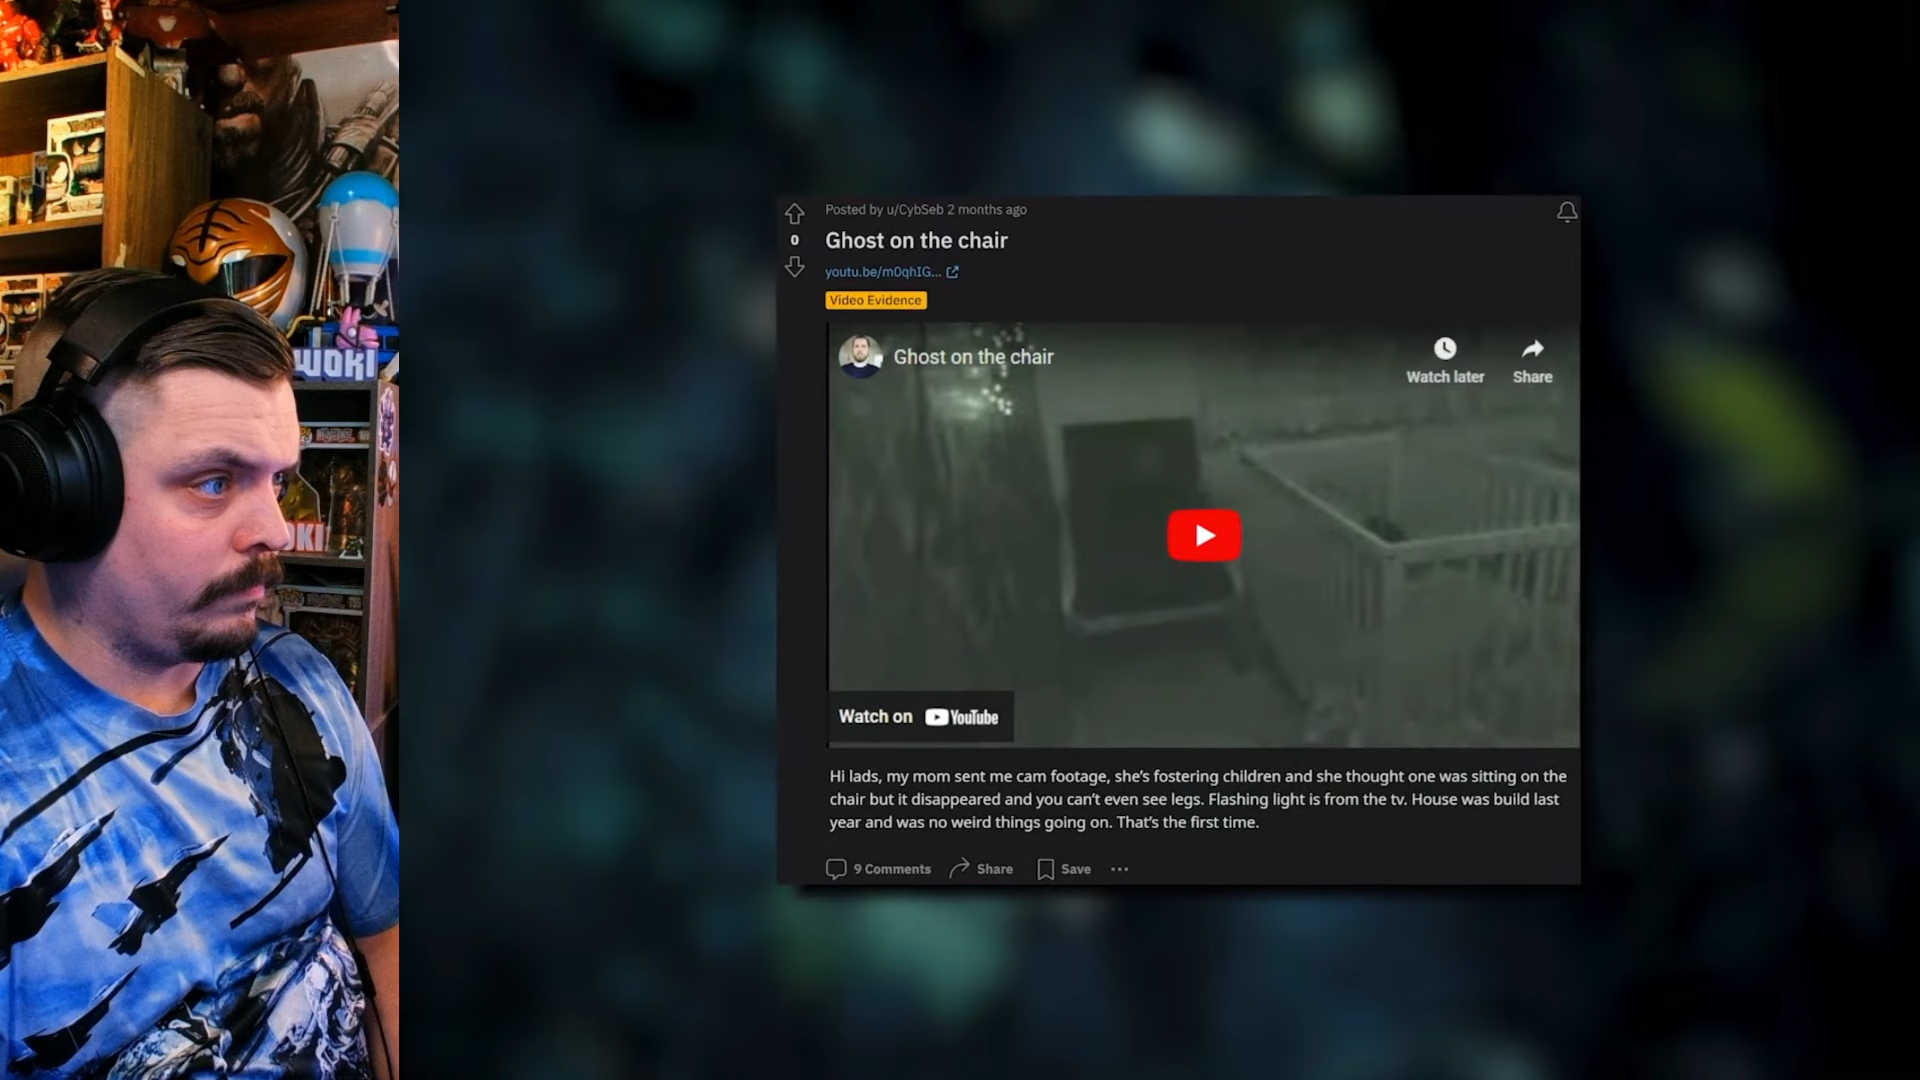 WOKI
OKI
Posted by u/CybSeb 2 months ago
0
Ghost on the chair
youtu.be/m0qhIG...
Video Evidence
Ghost on the chair
Watch later
Share
Watch on YouTube
Hi lads, my mom sent me cam footage, she's fostering children and she thought one was sitting on the
chair but it disappeared and you can't even see legs. Flashing light is from the tv. House was build last
year and was no weird things going on. That's the first time.
9 Comments
Share
Save